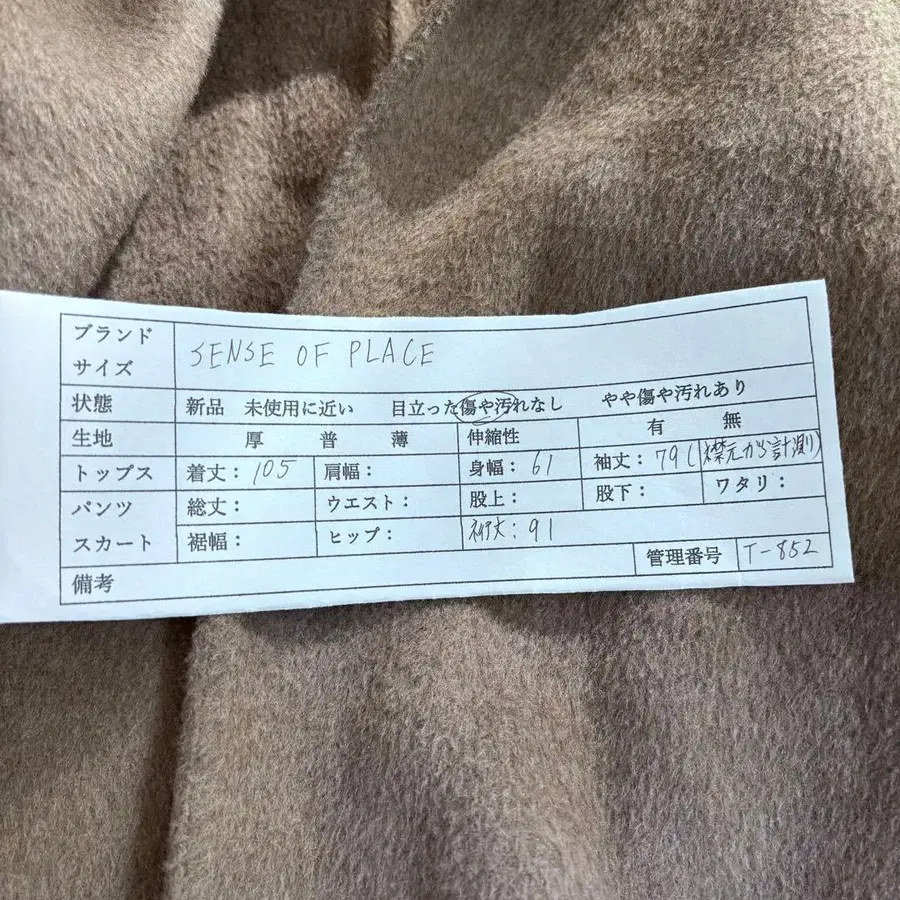 ブランド
サイズ SENSE OF PLACE
状態 新品 未使用に近い 目立った傷や汚れなし やや傷や汚れあり
生地 厚 普 薄 伸縮性 有 無
トップス 着丈：105 肩幅： 身幅：61 袖丈：79(襟元から計測)
パンツ 総丈： ウエスト： 股上： 股下： ワタリ：
スカート 裾幅： ヒップ： 裄丈：91
備考 管理番号 T-852